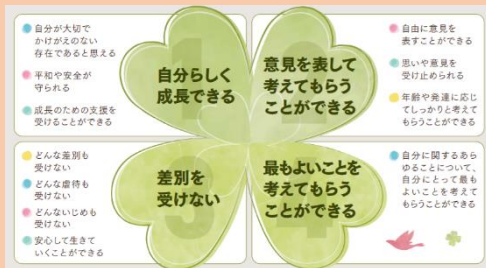 自分が大切で
かけがえのない
存在であると思える
平和や安全が
守られる
成長のための支援を
受けることができる
1
自分らしく
成長できる
2
意見を表して
考えてもらう
ことができる
自由に意見を
表すことができる
思いや意見を
受け止められる
年齢や発達に応じ
てしっかりと考えて
もらうことができる
どんな差別も
受けない
どんな虐待も
受けない
どんないじめも
受けない
安心して生きて
いくことができる
3
差別を
受けない
4
最もよいことを
考えてもらう
ことができる
自分に関するあら
ゆることについて、
自分にとって最も
よいことを考えて
もらうことができる